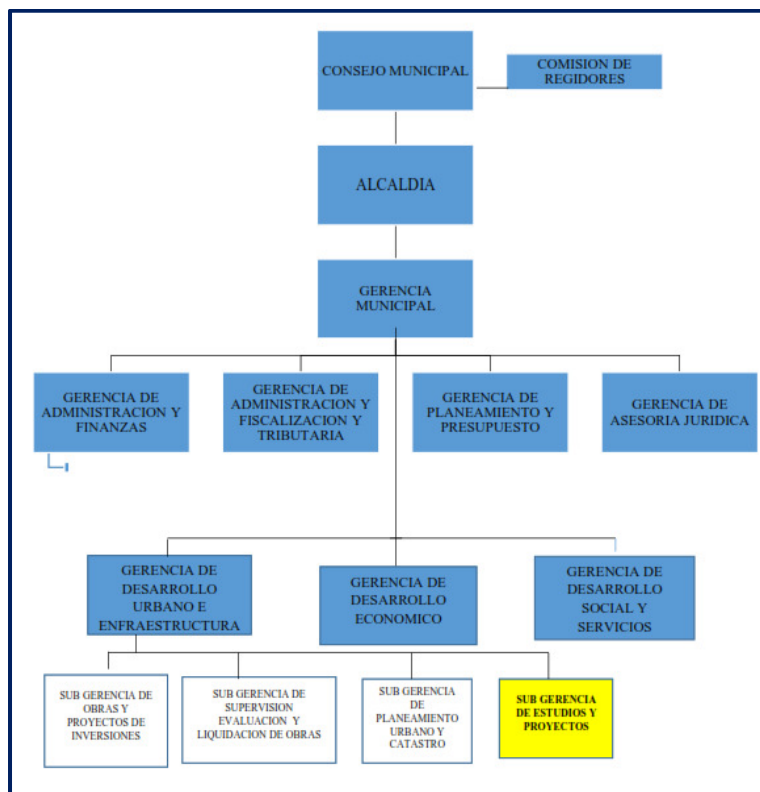 CONSEJO MUNICIPAL
COMISION DE
REGIDORES
ALCALDIA
GERENCIA
MUNICIPAL
GERENCIA DE
ADMINISTRACION Y
FINANZAS
GERENCIA DE
ADMINISTRACION Y
FISCALIZACION Y
TRIBUTARIA
GERENCIA DE
PLANEAMIENTO Y
PRESUPUESTO
GERENCIA DE
ASESORIA JURIDICA
GERENCIA DE
DESARROLLO
URBANO E
ENFRAESTRUCTURA
GERENCIA DE
DESARROLLO
ECONOMICO
GERENCIA DE
DESARROLLO
SOCIAL Y
SERVICIOS
SUB GERENCIA DE
OBRAS Y
PROYECTOS DE
INVERSIONES
SUB GERENCIA DE
SUPERVISION
EVALUACION Y
LIQUIDACION DE OBRAS
SUB GERENCIA
DE
PLANEAMIENTO
URBANO Y
CATASTRO
SUB GERENCIA
DE ESTUDIOS Y
PROYECTOS